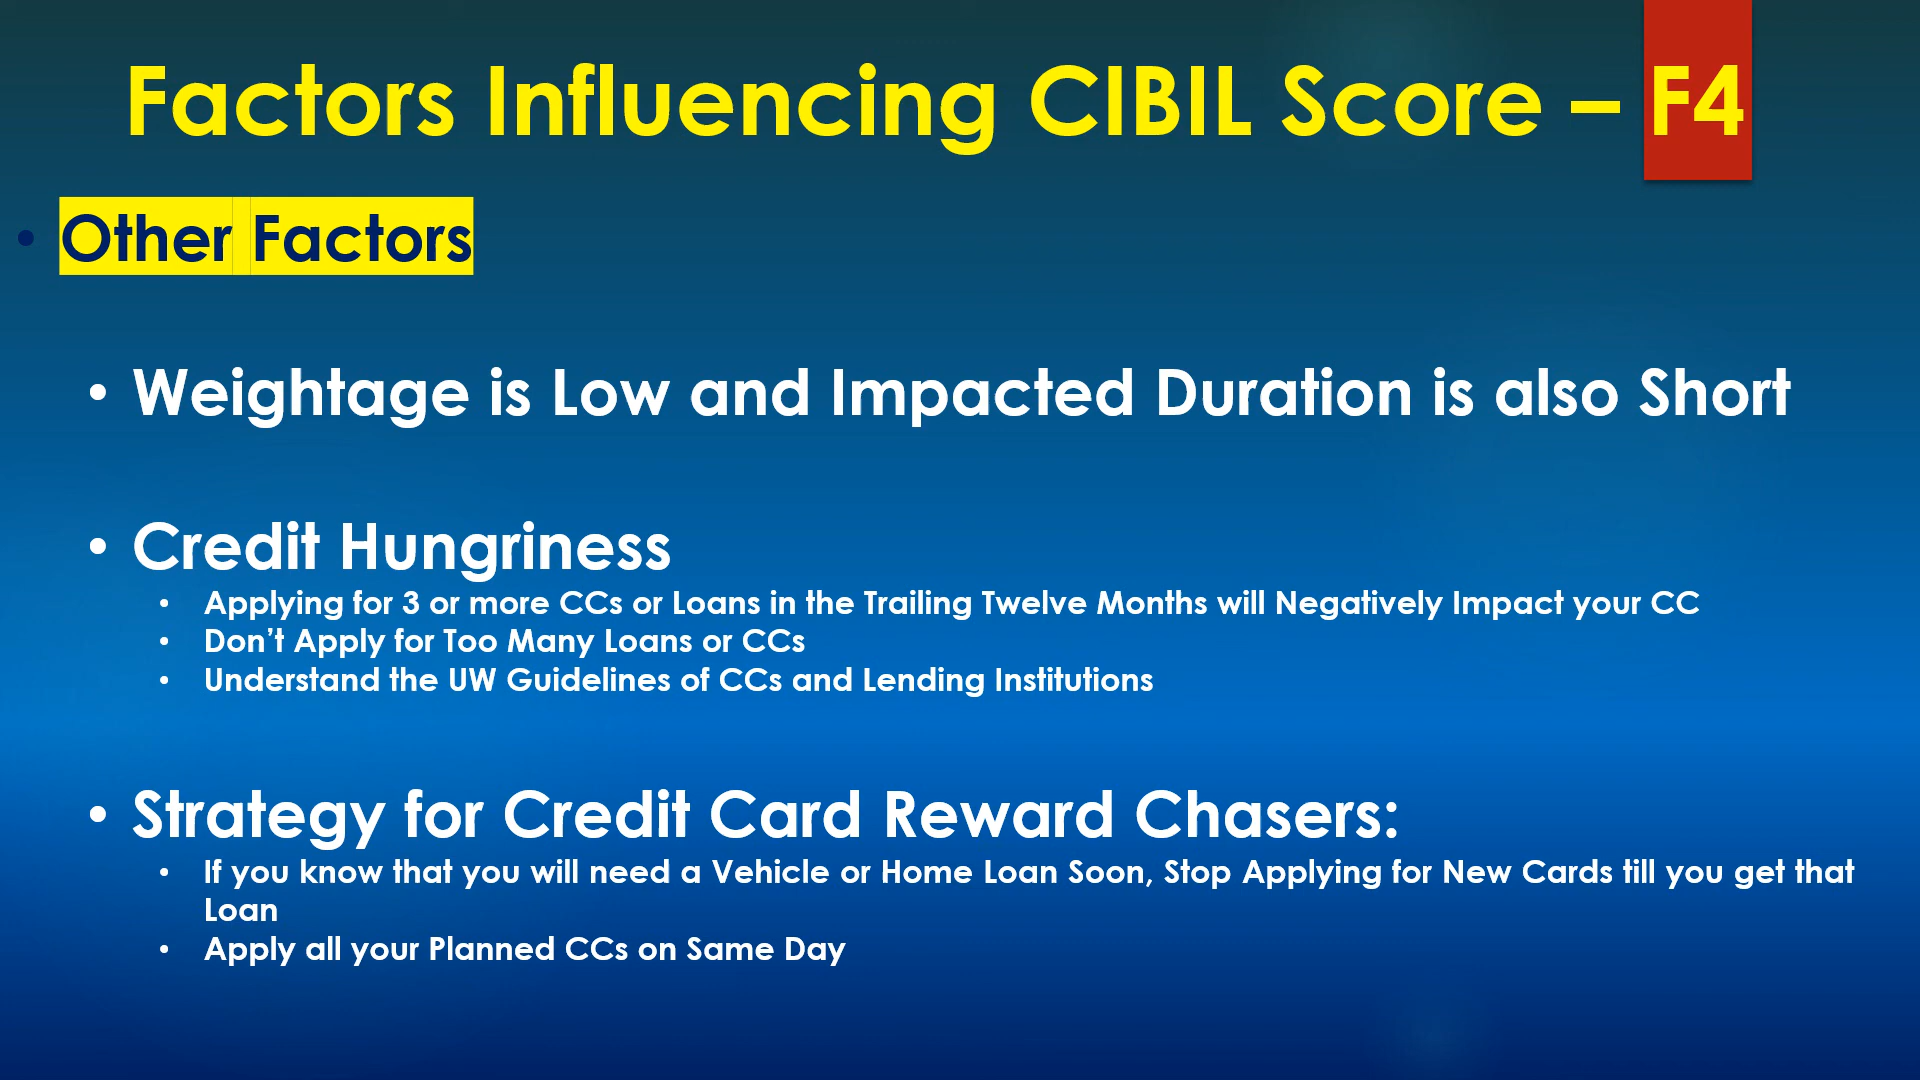 Factors Influencing CIBIL Score – F4
• Other Factors
• Weightage is Low and Impacted Duration is also Short
• Credit Hungriness
• Applying for 3 or more CCs or Loans in the Trailing Twelve Months will Negatively Impact your CC
• Don’t Apply for Too Many Loans or CCs
• Understand the UW Guidelines of CCs and Lending Institutions
• Strategy for Credit Card Reward Chasers:
• If you know that you will need a Vehicle or Home Loan Soon, Stop Applying for New Cards till you get that
Loan
• Apply all your Planned CCs on Same Day